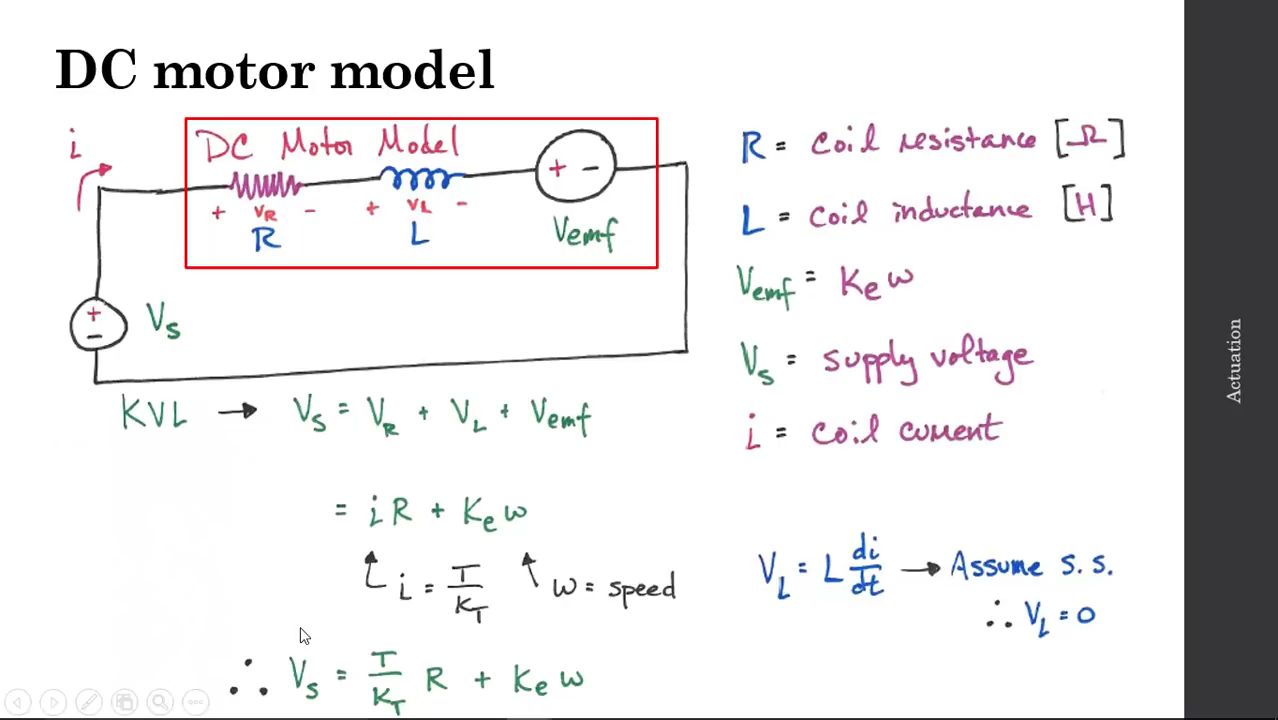 DC motor model
i
DC Motor Model
+ VR - + VL - + -
R L Vemf
+
-
Vs
R = coil resistance [Ω]
L = coil inductance [H]
Vemf = Ke w
Vs = supply voltage
i = coil current
KVL → Vs = VR + VL + Vemf
= iR + Ke w
i = T/KT w = speed
∴ Vs = T/KT R + Ke w
VL = L di/dt → Assume s.s.
∴ VL = 0
Actuation